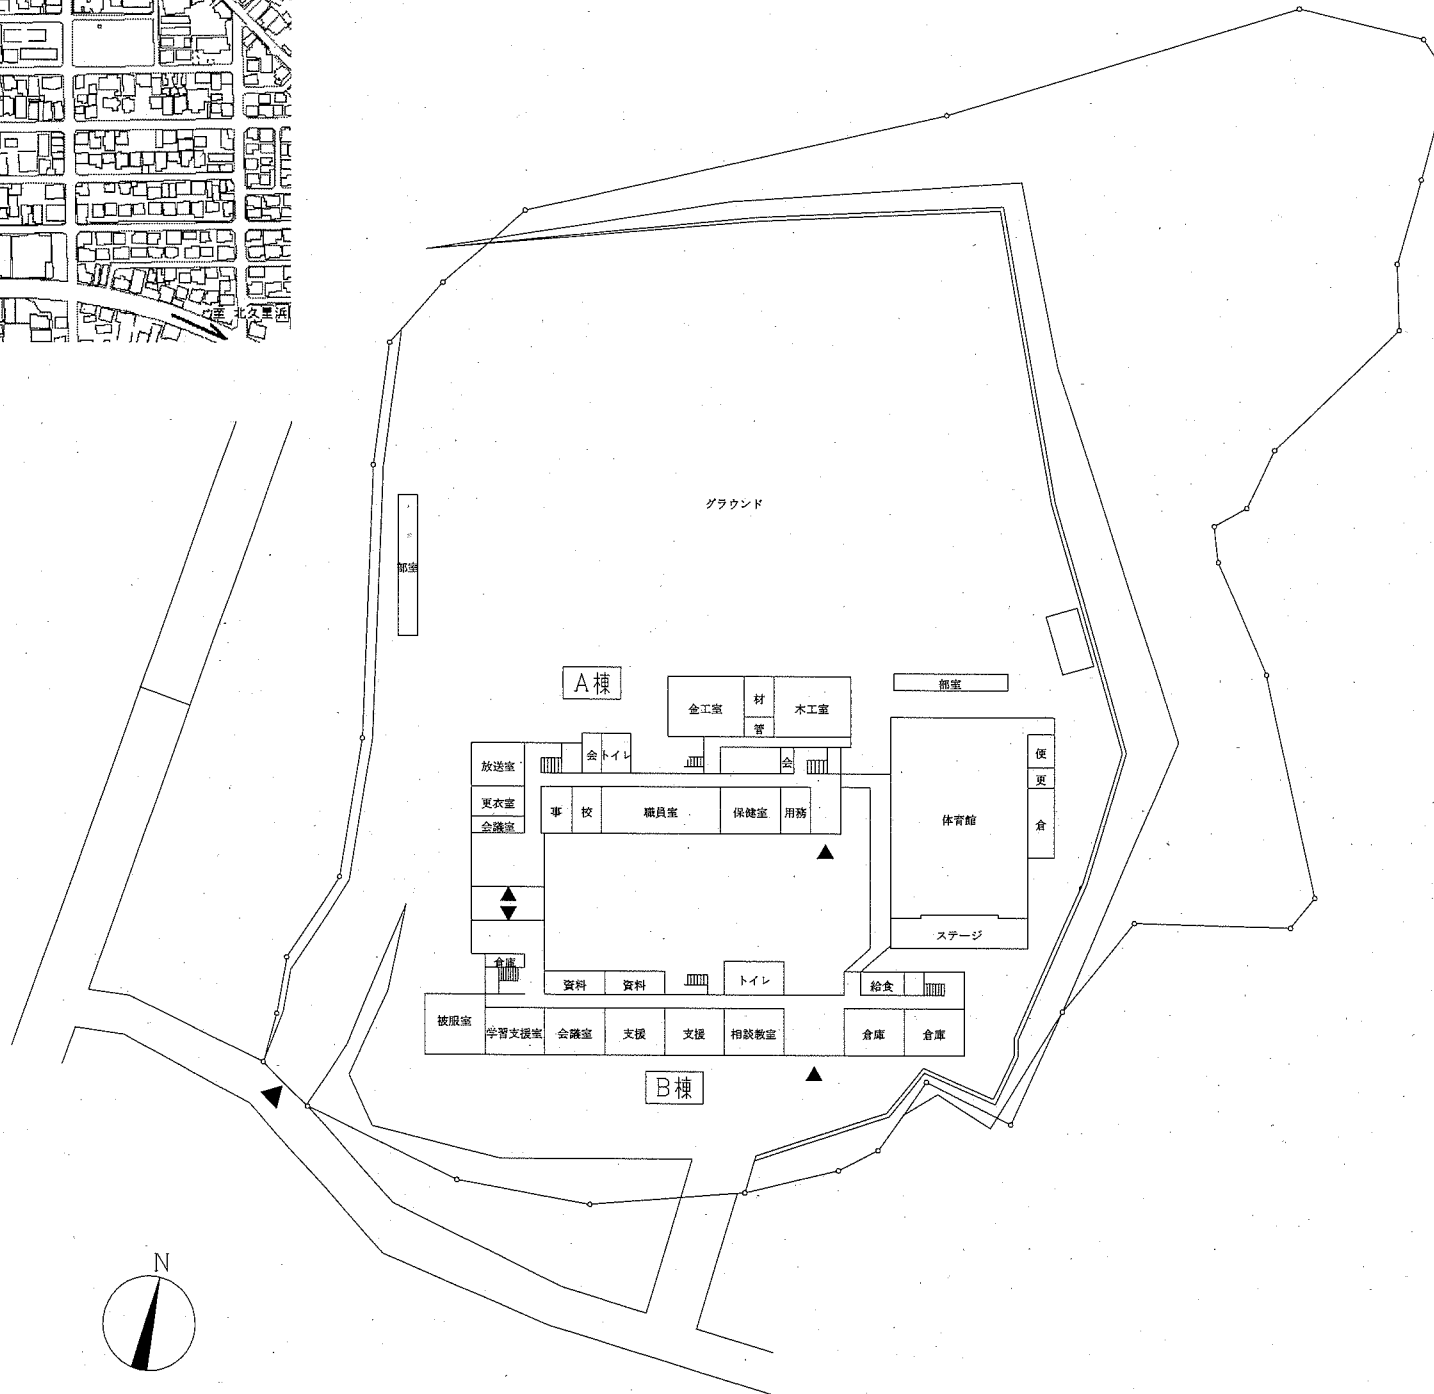 至 北久里浜
グラウンド
部室
A棟
金工室
材
管
木工室
部室
放送室
会
トイレ
会
便
更衣室
更
事
校
職員室
保健室
用務
体育館
倉
会議室
ステージ
倉庫
資料
資料
トイレ
給食
被服室
学習支援室
会議室
支援
支援
相談教室
倉庫
倉庫
B棟
N